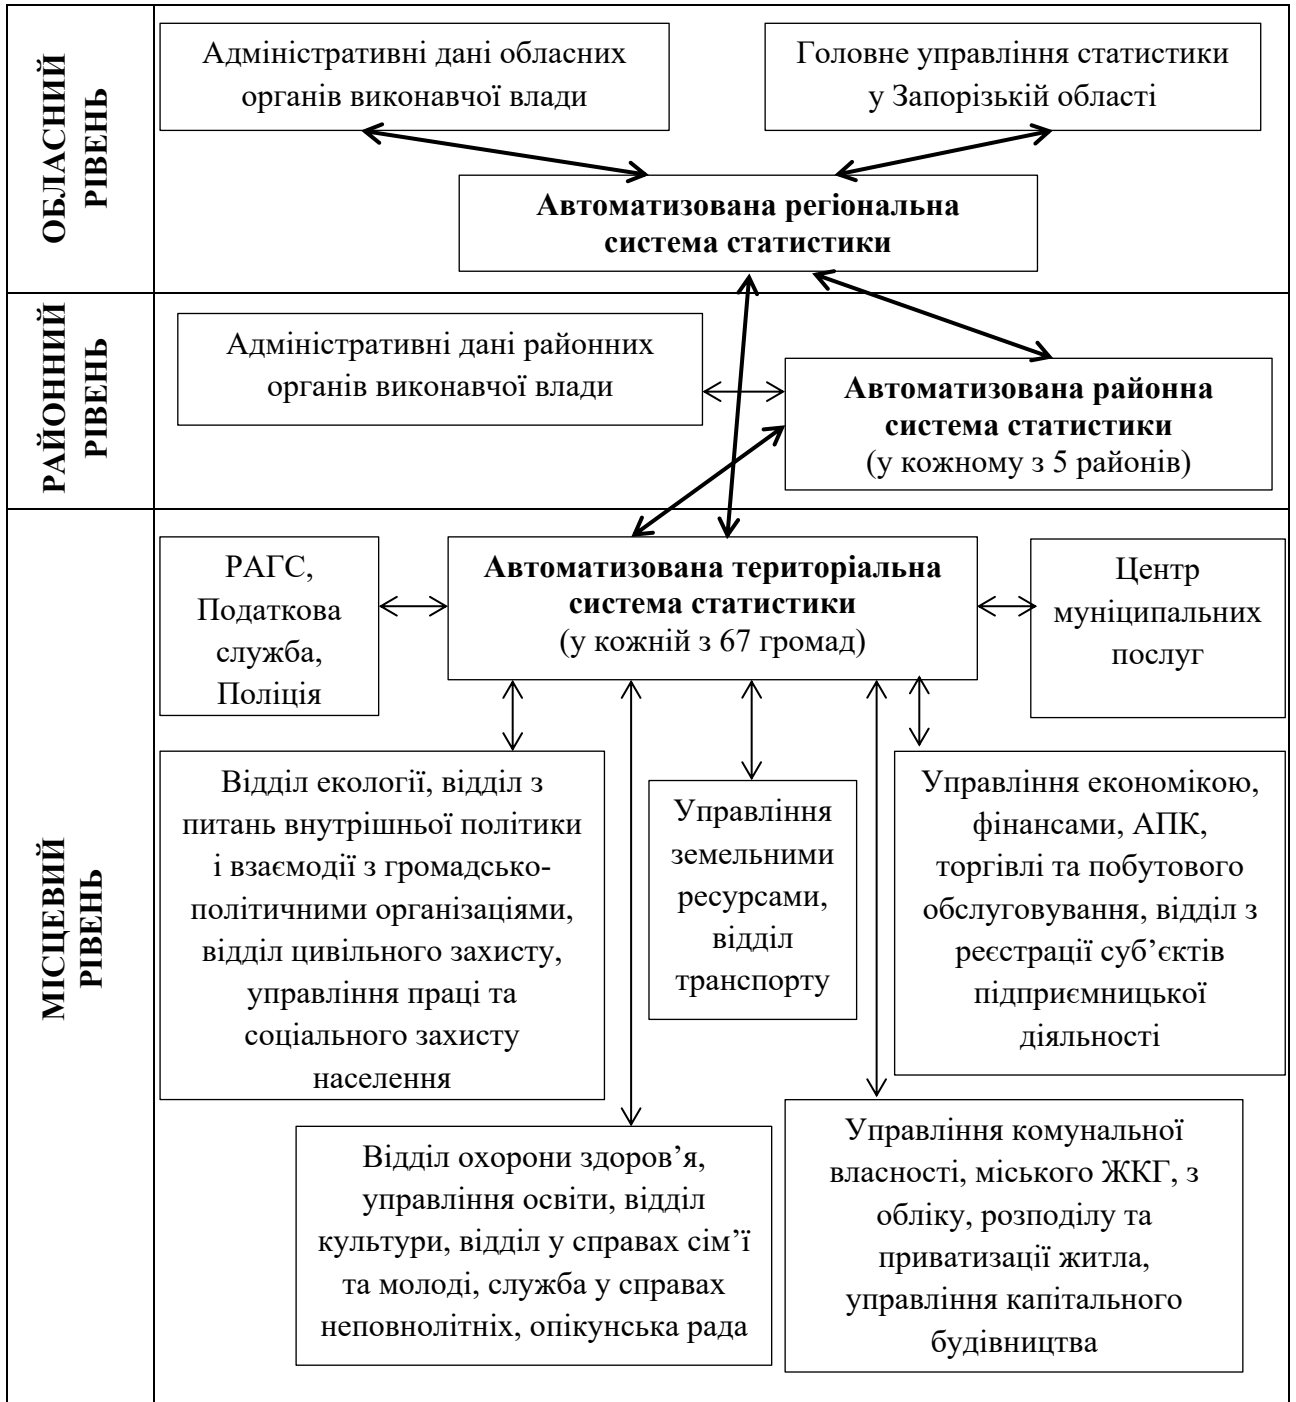 ОБЛАСНИЙ
РІВЕНЬ
Адміністративні дані обласних
органів виконавчої влади
Головне управління статистики
у Запорізькій області
Автоматизована регіональна
система статистики
РАЙОННИЙ
РІВЕНЬ
Адміністративні дані районних
органів виконавчої влади
Автоматизована районна
система статистики
(у кожному з 5 районів)
МІСЦЕВИЙ
РІВЕНЬ
РАГС,
Податкова
служба,
Поліція
Автоматизована територіальна
система статистики
(у кожній з 67 громад)
Центр
муніципальних
послуг
Відділ екології, відділ з
питань внутрішньої політики
і взаємодії з громадсько-
політичними організаціями,
відділ цивільного захисту,
управління праці та
соціального захисту
населення
Управління
земельними
ресурсами,
відділ
транспорту
Управління економікою,
фінансами, АПК,
торгівлі та побутового
обслуговування, відділ з
реєстрації суб’єктів
підприємницької
діяльності
Відділ охорони здоров’я,
управління освіти, відділ
культури, відділ у справах сім’ї
та молоді, служба у справах
неповнолітніх, опікунська рада
Управління комунальної
власності, міського ЖКГ, з
обліку, розподілу та
приватизації житла,
управління капітального
будівництва